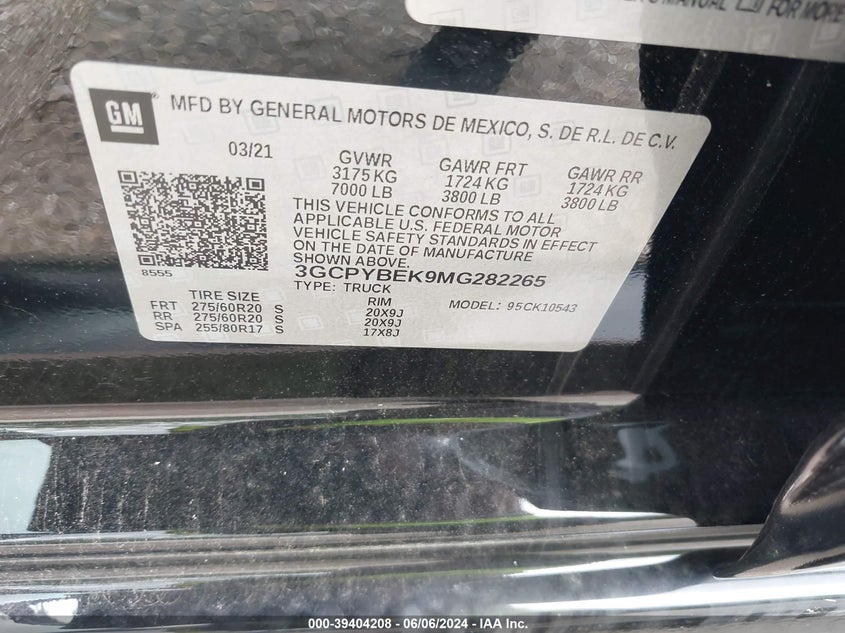 'S MANUAL
FOR MORE
GM
MFD BY GENERAL MOTORS DE MEXICO, S. DE R.L. DE C.V.
03/21
GVWR GAWR FRT GAWR RR
3175 KG 1724 KG 1724 KG
7000 LB 3800 LB 3800 LB
THIS VEHICLE CONFORMS TO ALL
APPLICABLE U.S. FEDERAL MOTOR
VEHICLE SAFETY STANDARDS IN EFFECT
ON THE DATE OF MANUFACTURE
SHOWN ABOVE.
8555
3GCPYBEK9MG282265
TYPE: TRUCK
MODEL: 95CK10543
TIRE SIZE RIM
FRT 275/60R20 S 20X9J
RR 275/60R20 S 20X9J
SPA 255/80R17 S 17X8J
000-39404208 - 06/06/2024 - IAA Inc.